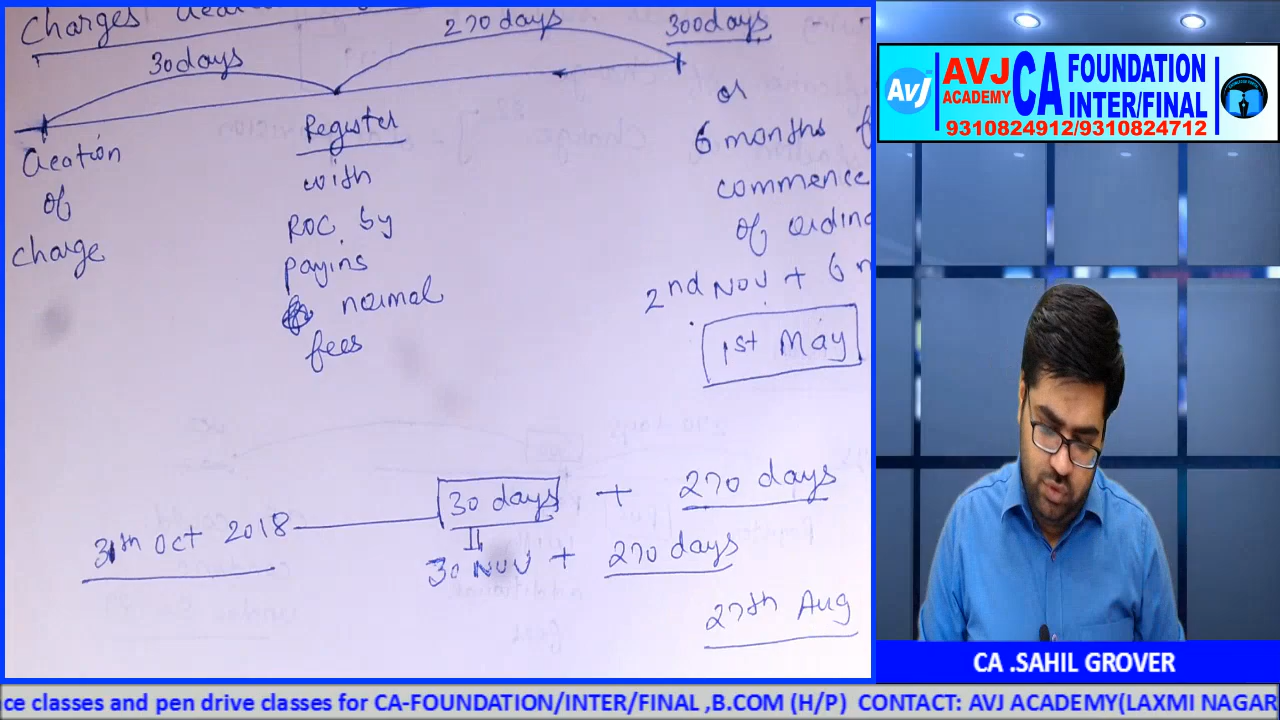 Charges
270 days
300 days
30 days
Creation
of
charge
Register
with
ROC by
paying
normal
fees
or
6 months
commence
of ordin
2nd NOV + 6 m
1st May
31th Oct 2018
30 days + 270 days
30 NOV + 270 days
27th Aug
AVJ
AVJ
ACADEMY
CA
FOUNDATION
INTER/FINAL
9310824912/9310824712
CA .SAHIL GROVER
ce classes and pen drive classes for CA-FOUNDATION/INTER/FINAL ,B.COM (H/P) CONTACT: AVJ ACADEMY(LAXMI NAGAR